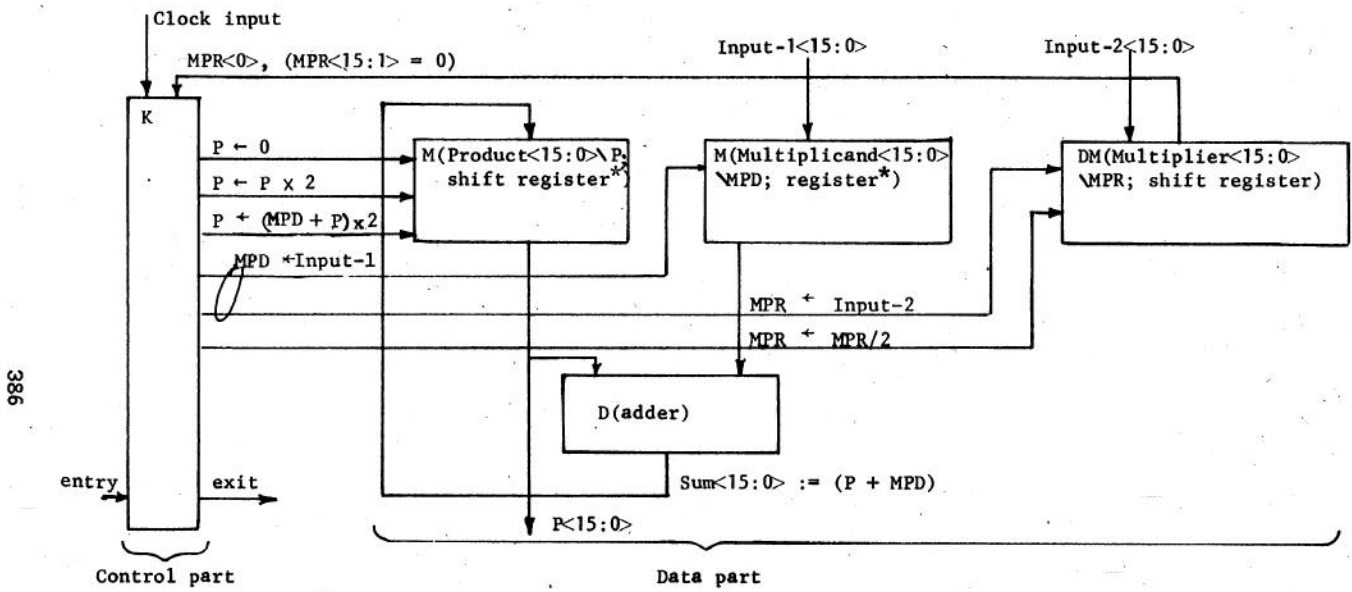 Clock input
MPR<0>, (MPR<15:1> = 0)
Input-1<15:0>
Input-2<15:0>
K
P ← 0
P ← P X 2
P ← (MPD + P)x2
MPD ←Input-1
M(Product<15:0>\P;
shift register*)
M(Multiplicand<15:0>
\MPD; register*)
DM(Multiplier<15:0>
\MPR; shift register)
MPR ← Input-2
MPR ← MPR/2
386
D(adder)
entry
exit
Sum<15:0> := (P + MPD)
P<15:0>
Control part
Data part